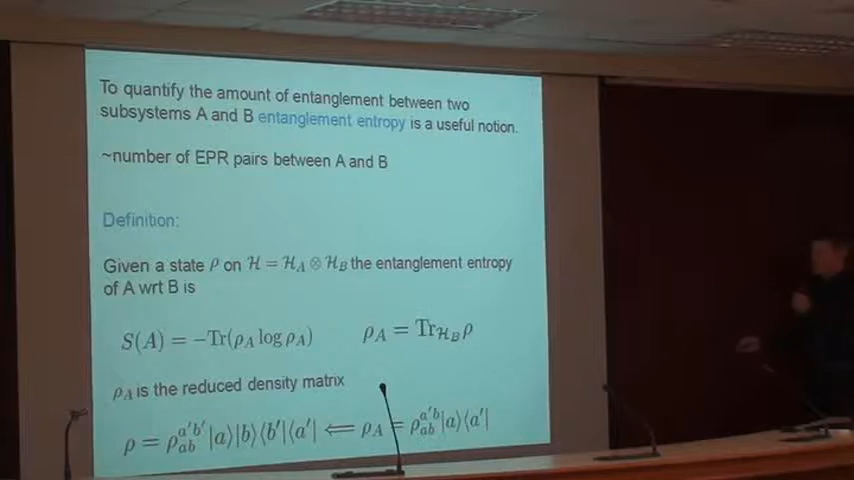 To quantify the amount of entanglement between two
subsystems A and B entanglement entropy is a useful notion.
~number of EPR pairs between A and B
Definition:
Given a state ρ on ℋ = ℋ_A ⊗ ℋ_B the entanglement entropy
of A wrt B is
S(A) = −Tr(ρ_A log ρ_A)    ρ_A = Tr_{ℋ_B} ρ
ρ_A is the reduced density matrix
ρ = ρ_{ab}^{a'b'} |a⟩|b⟩⟨b'|⟨a'| ⟸ ρ_A = ρ_{ab}^{a'b} |a⟩⟨a'|